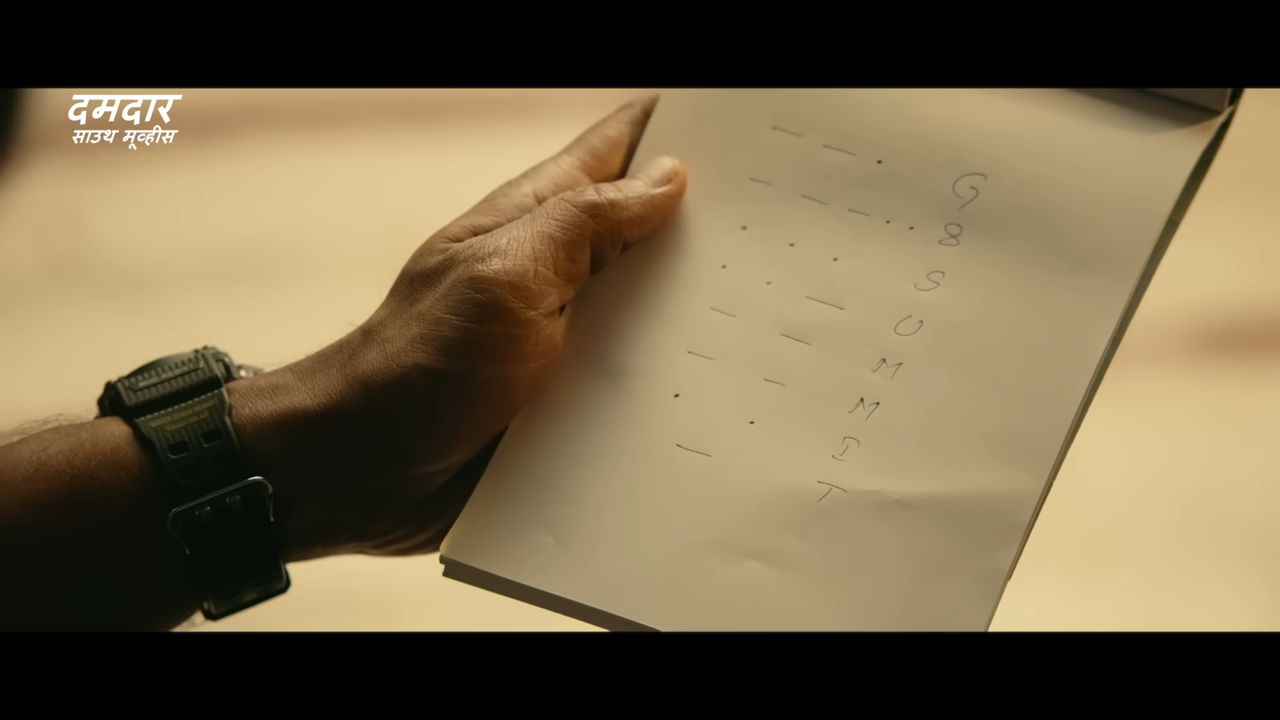 दमदार
साउथ मूव्हीस
— — . G
— — — . . 8
. . . S
. . — U
— — M
— — M
. . I
— T